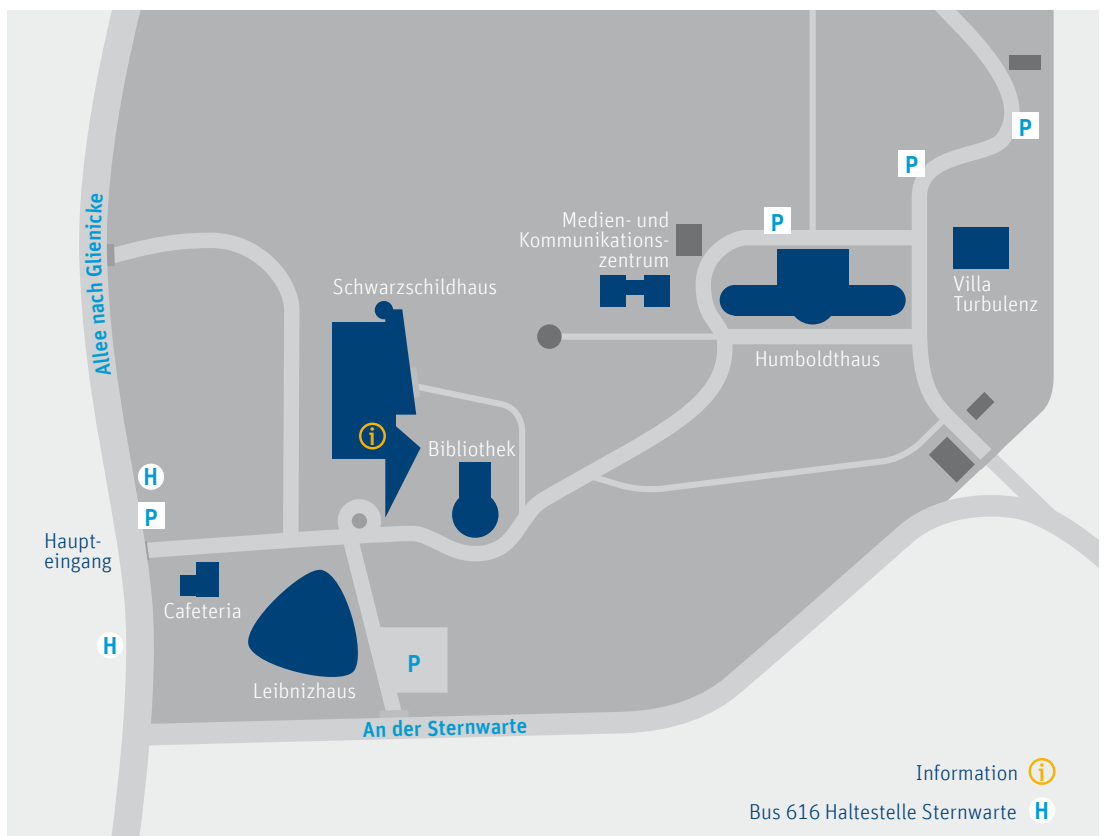 P
P
Medien- und
Kommunikations-
zentrum
P
Allee nach Glienicke
Schwarzschildhaus
Villa
Turbulenz
Humboldthaus
i
Bibliothek
H
P
Haupt-
eingang
Cafeteria
H
P
Leibnizhaus
An der Sternwarte
Information i
Bus 616 Haltestelle Sternwarte H